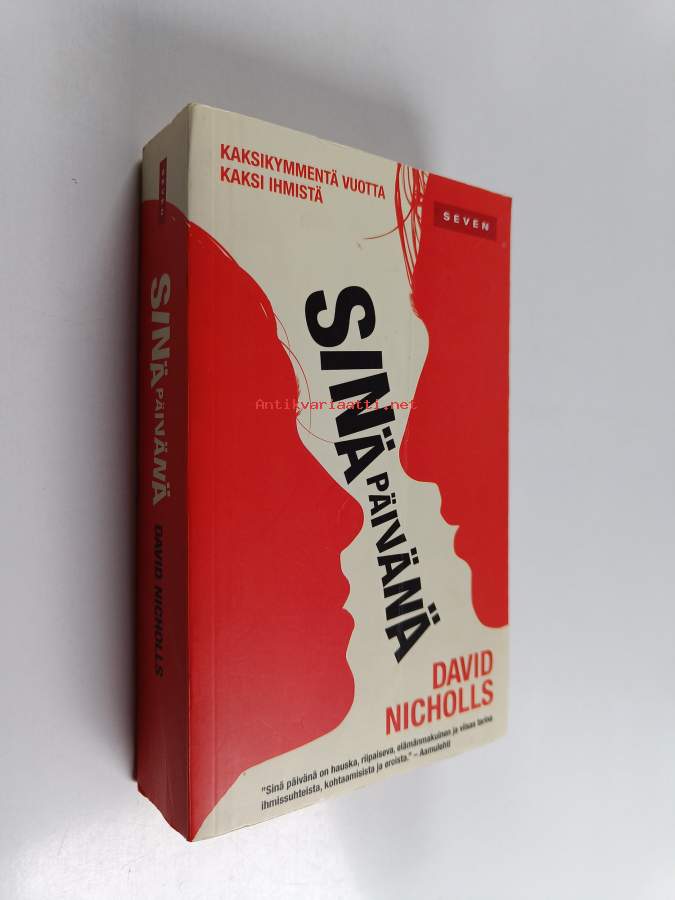 KAKSIKYMMENTÄ VUOTTA
KAKSI IHMISTÄ
SEVEN
SINÄ PÄIVÄNÄ
DAVID
NICHOLLS
"Sinä päivänä on hauska, riipaiseva, elämänmakuinen ja viisas tarina
ihmissuhteista, kohtaamisista ja eroista." – Aamulehti
SEVEN
SINÄ PÄIVÄNÄ
DAVID NICHOLLS
Antikvariaatti.net